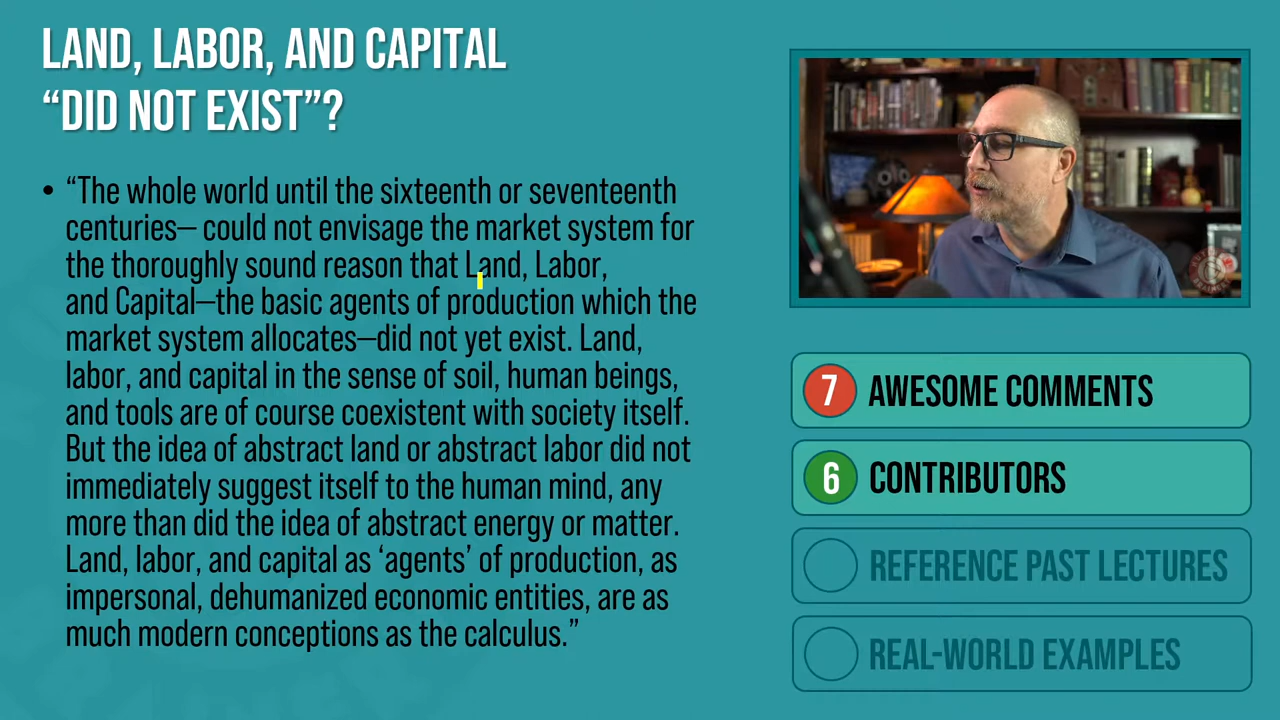 LAND, LABOR, AND CAPITAL
“DID NOT EXIST”?
• “The whole world until the sixteenth or seventeenth
centuries— could not envisage the market system for
the thoroughly sound reason that Land, Labor,
and Capital—the basic agents of production which the
market system allocates—did not yet exist. Land,
labor, and capital in the sense of soil, human beings,
and tools are of course coexistent with society itself.
But the idea of abstract land or abstract labor did not
immediately suggest itself to the human mind, any
more than did the idea of abstract energy or matter.
Land, labor, and capital as ‘agents’ of production, as
impersonal, dehumanized economic entities, are as
much modern conceptions as the calculus.”
7 AWESOME COMMENTS
6 CONTRIBUTORS
REFERENCE PAST LECTURES
REAL-WORLD EXAMPLES